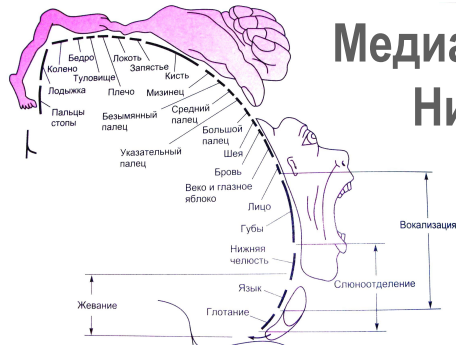 Медиа
Ни
Бедро
Локоть
Колено
Туловище
Запястье
Кисть
Лодыжка
Плечо
Мизинец
Пальцы
стопы
Безымянный
палец
Средний
палец
Указательный
палец
Большой
палец
Шея
Бровь
Веко и глазное
яблоко
Лицо
Губы
Вокализация
Нижняя
челюсть
Слюноотделение
Язык
Жевание
Глотание